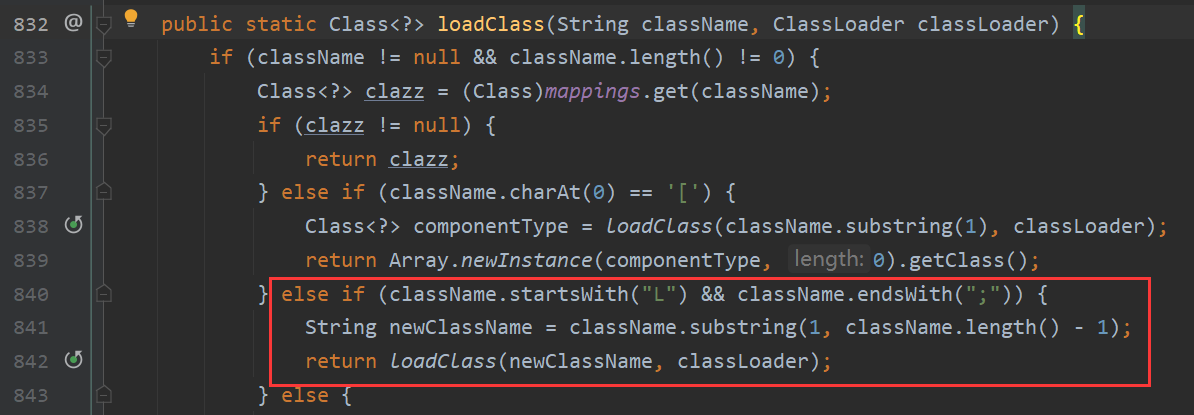 832 @ public static Class<?> loadClass(String className, ClassLoader classLoader) {
833 if (className != null && className.length() != 0) {
834 Class<?> clazz = (Class)mappings.get(className);
835 if (clazz != null) {
836 return clazz;
837 } else if (className.charAt(0) == '[') {
838 Class<?> componentType = loadClass(className.substring(1), classLoader);
839 return Array.newInstance(componentType, length: 0).getClass();
840 } else if (className.startsWith("L") && className.endsWith(";")) {
841 String newClassName = className.substring(1, className.length() - 1);
842 return loadClass(newClassName, classLoader);
843 } else {